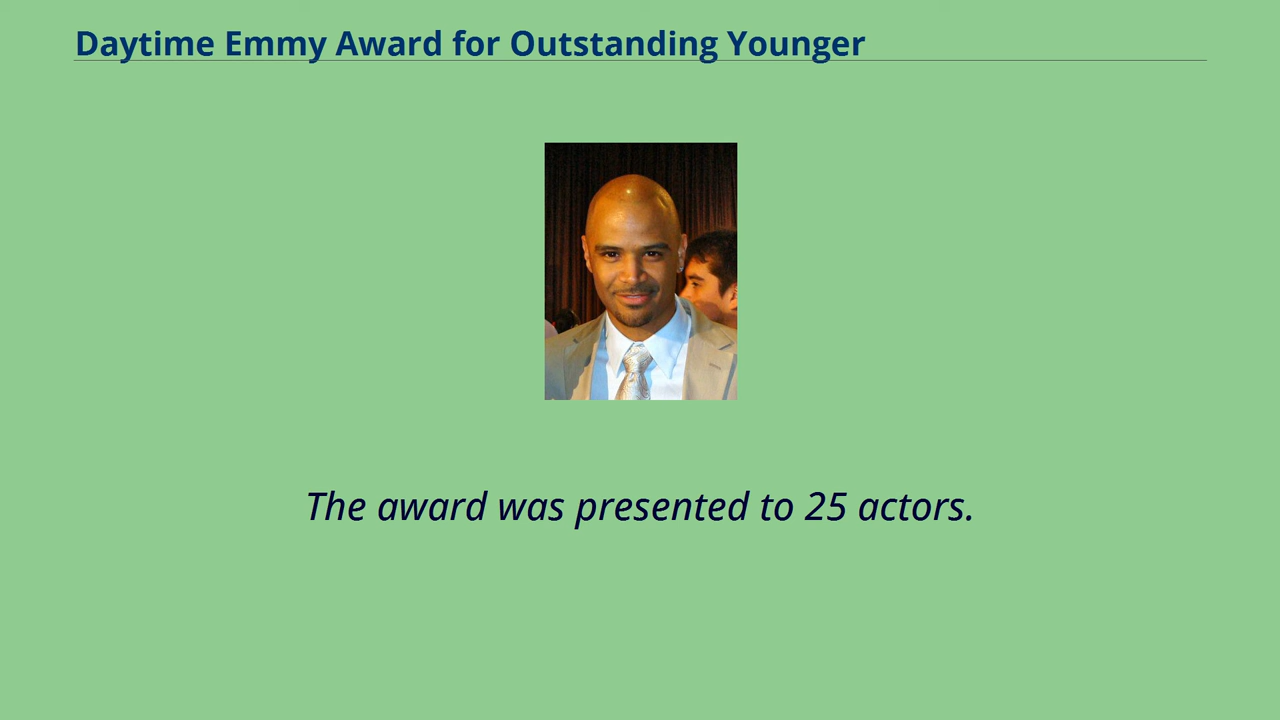 Daytime Emmy Award for Outstanding Younger
The award was presented to 25 actors.